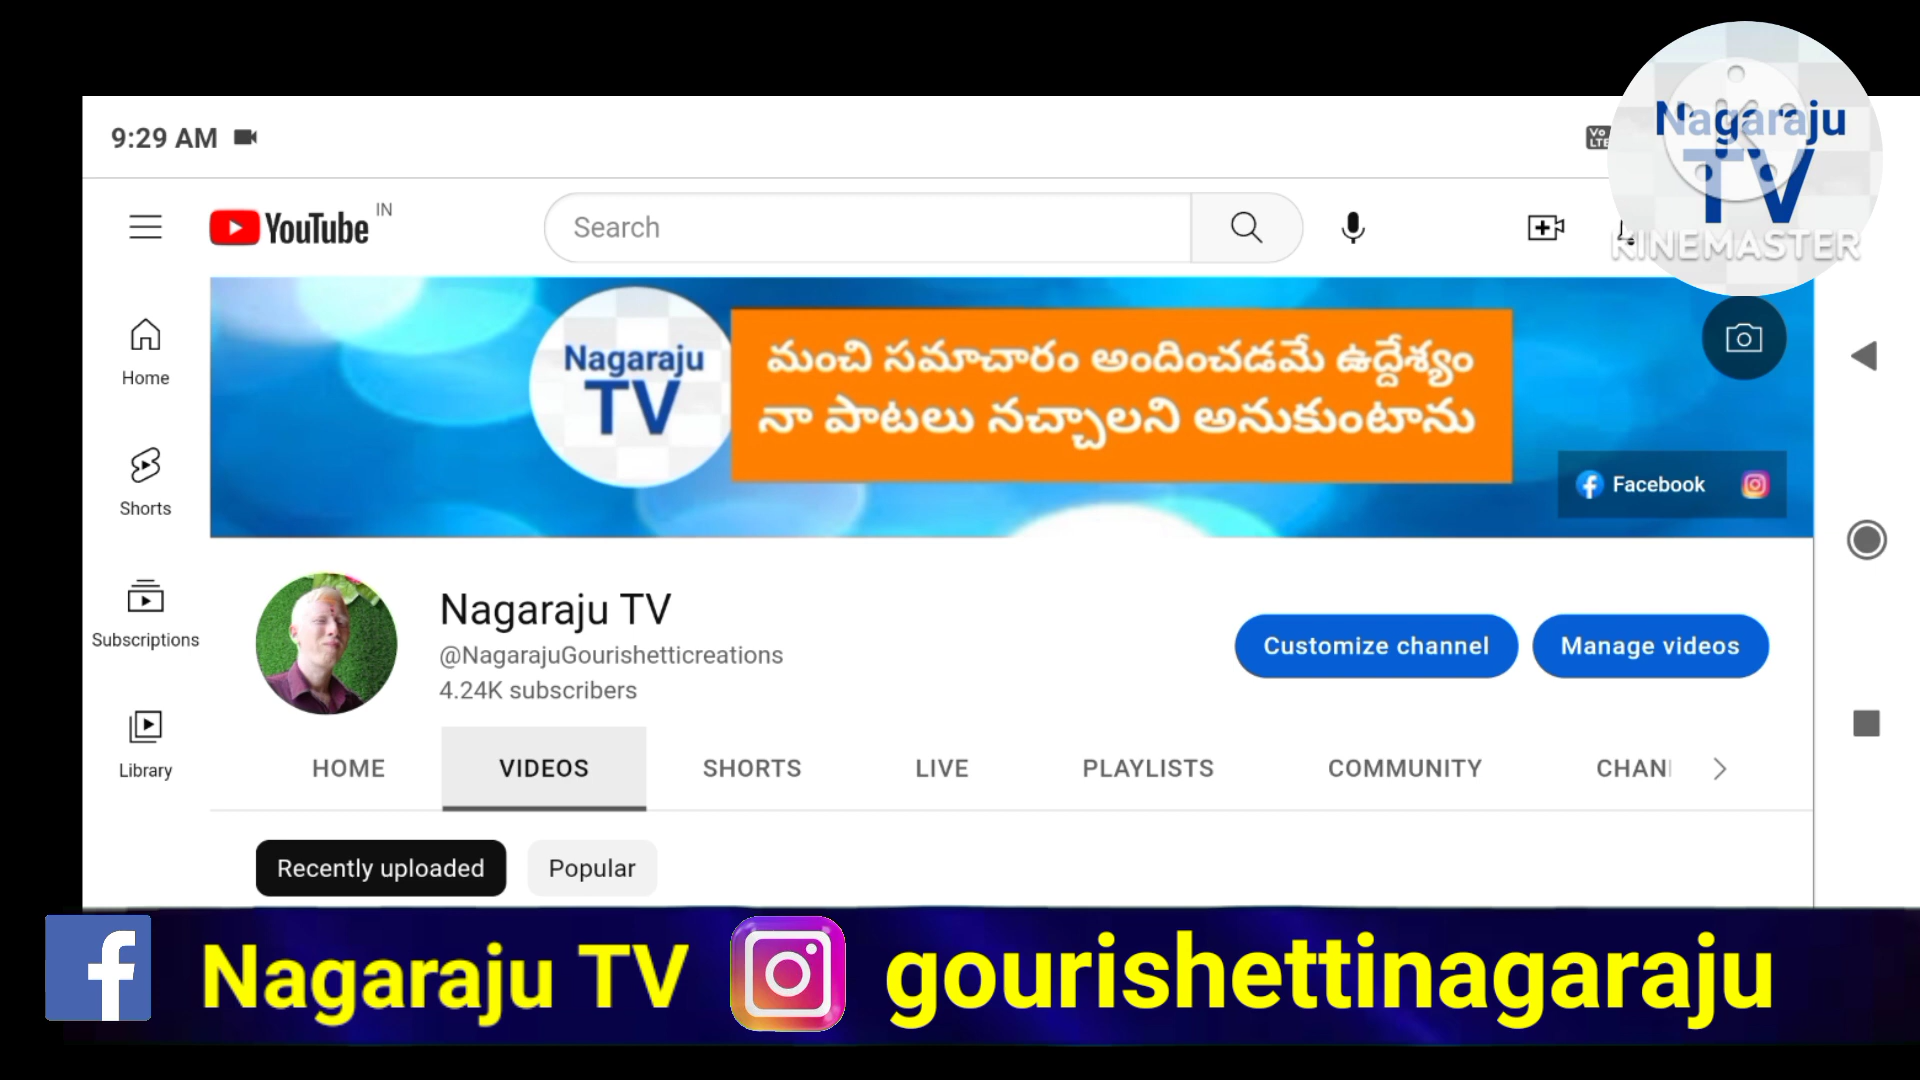 9:29 AM
Vo
LTE
Nagaraju
TV
KINEMASTER
YouTube IN
Search
Nagaraju
TV
మంచి సమాచారం అందించడమే ఉద్దేశ్యం
నా పాటలు నచ్చాలని అనుకుంటాను
Facebook
Home
Shorts
Subscriptions
Library
Nagaraju TV
@NagarajuGourishetticreations
4.24K subscribers
Customize channel
Manage videos
HOME VIDEOS SHORTS LIVE PLAYLISTS COMMUNITY CHAN
Recently uploaded
Popular
Nagaraju TV gourishettinagaraju